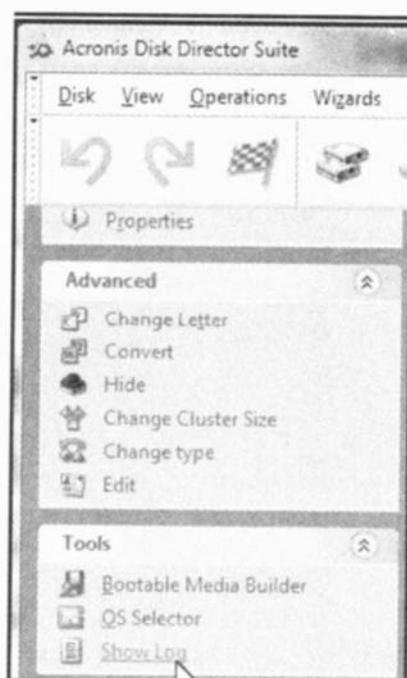 Acronis Disk Director Suite
Disk View Operations Wizards
Properties
Advanced
Change Letter
Convert
Hide
Change Cluster Size
Change type
Edit
Tools
Bootable Media Builder
OS Selector
Show Log